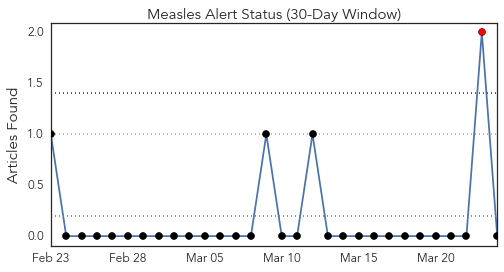 Measles Alert Status (30-Day Window)
Articles Found
2.0
1.5
1.0
0.5
0.0
Feb 23 Feb 28 Mar 05 Mar 10 Mar 15 Mar 20